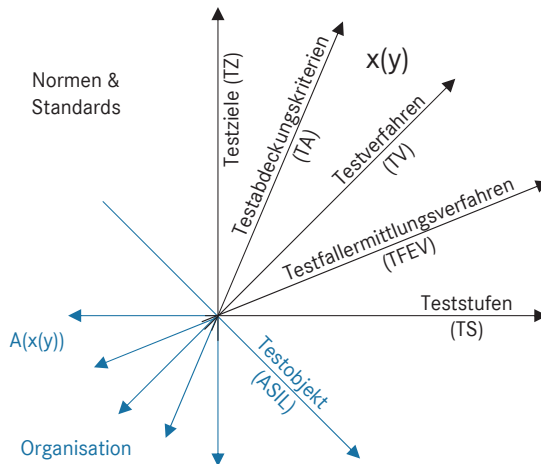 Normen &
Standards
Testziele (TZ)
Testabdeckungskriterien
(TA)
x(y)
Testverfahren
(TV)
Testfallermittlungsverfahren
(TFEV)
Teststufen
(TS)
A(x(y))
Testobjekt
(ASIL)
Organisation